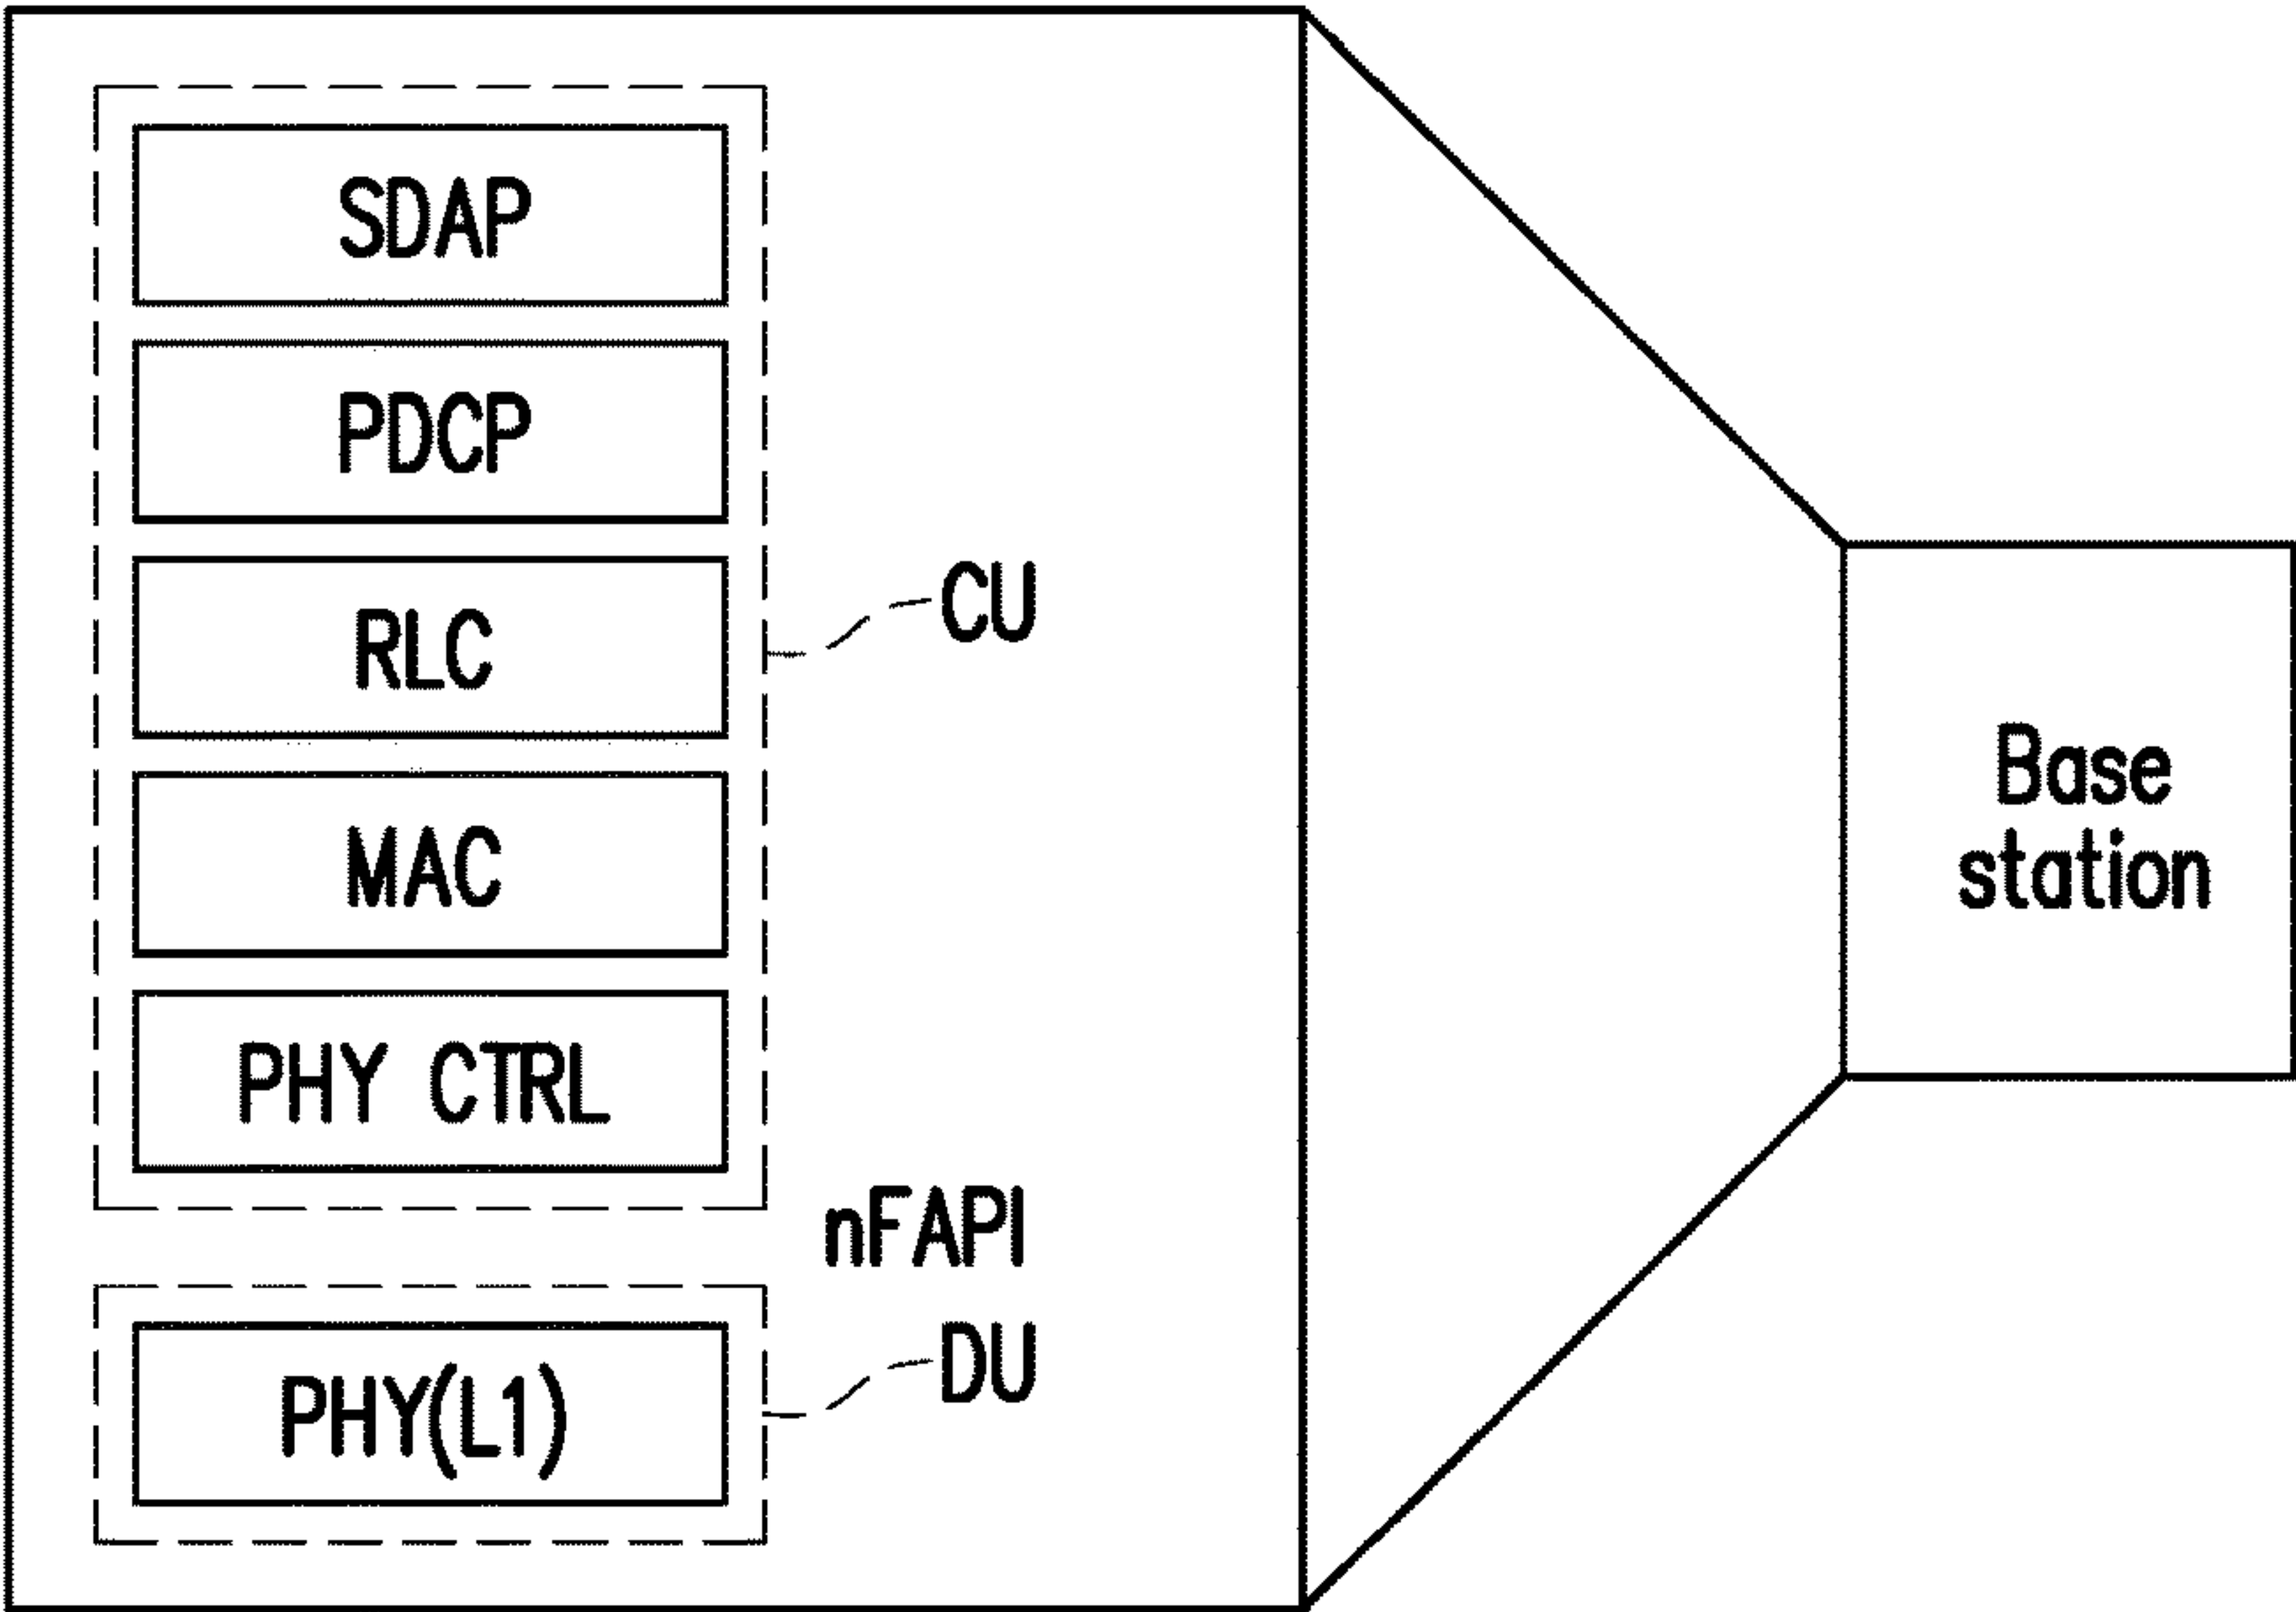 SDAP
PDCP
RLC
CU
MAC
Base
station
PHY CTRL
nFAPI
PHY(L1)
DU